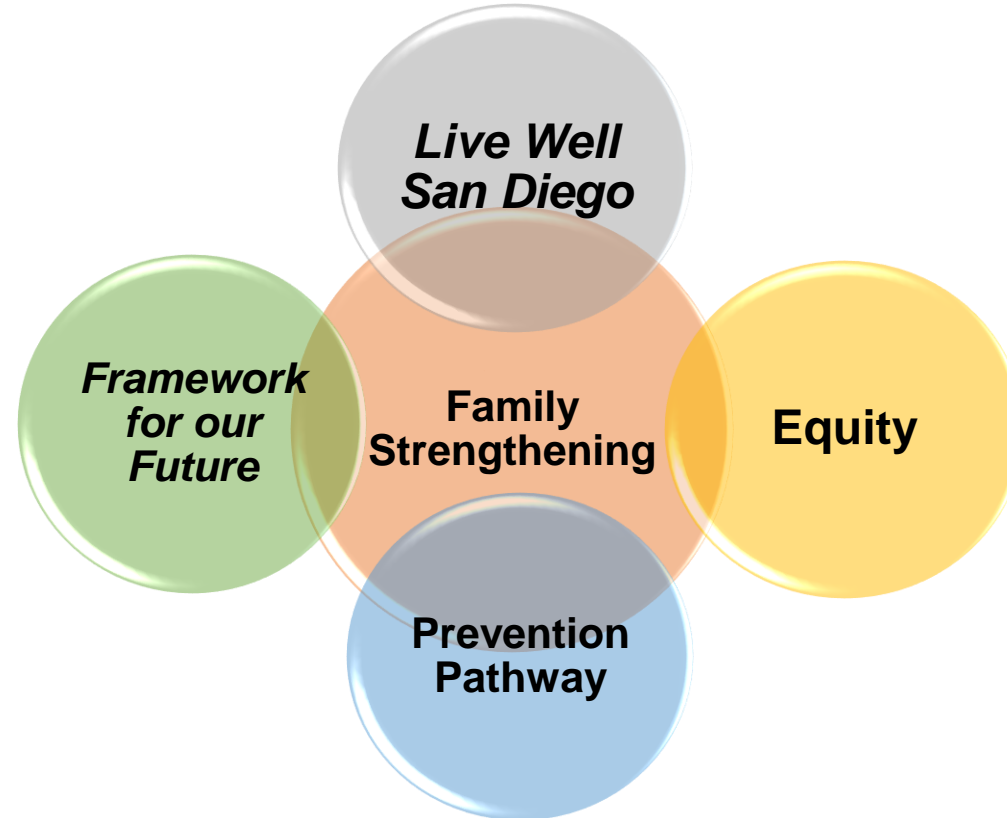 Live Well
San Diego
Framework
for our
Future
Family
Strengthening
Equity
Prevention
Pathway